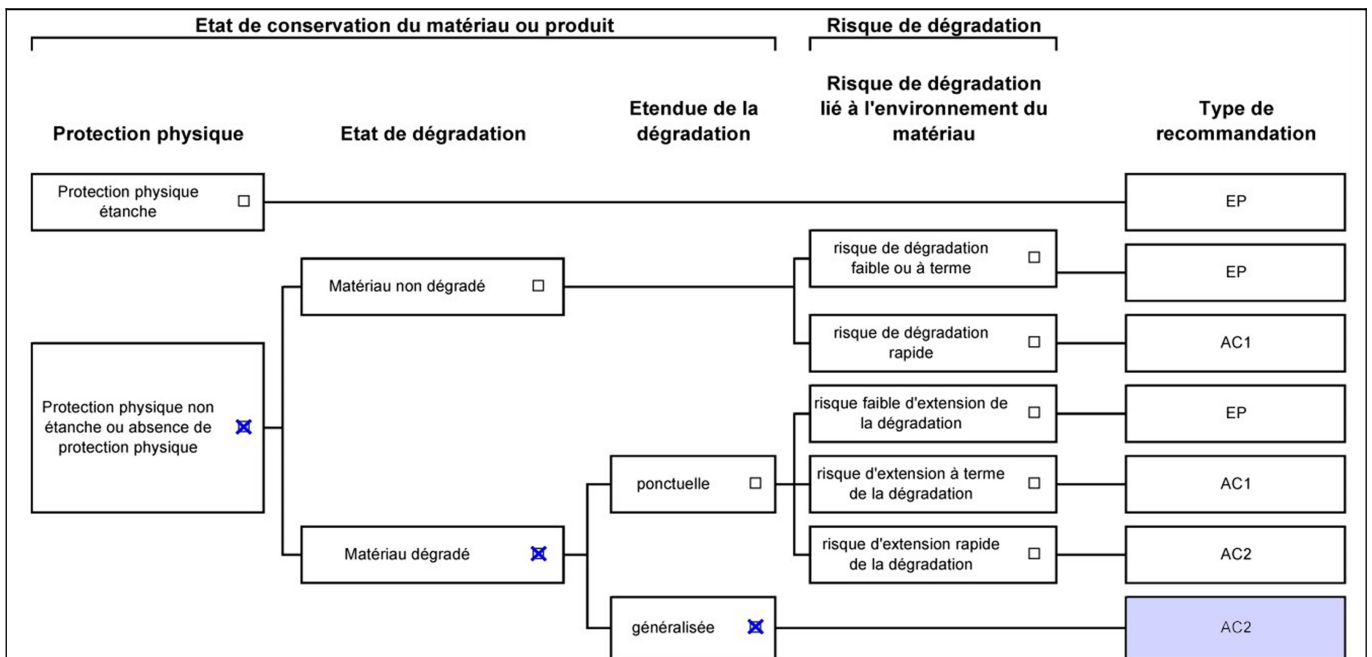 Etat de conservation du matériau ou produit
Risque de dégradation
Protection physique
Etat de dégradation
Etendue de la
dégradation
Risque de dégradation
lié à l'environnement du
matériau
Type de
recommandation
Protection physique
étanche
EP
Matériau non dégradé
risque de dégradation
faible ou à terme
EP
risque de dégradation
rapide
AC1
Protection physique non
étanche ou absence de
protection physique
risque faible d'extension de
la dégradation
EP
ponctuelle
risque d'extension à terme
de la dégradation
AC1
Matériau dégradé
risque d'extension rapide
de la dégradation
AC2
généralisée
AC2